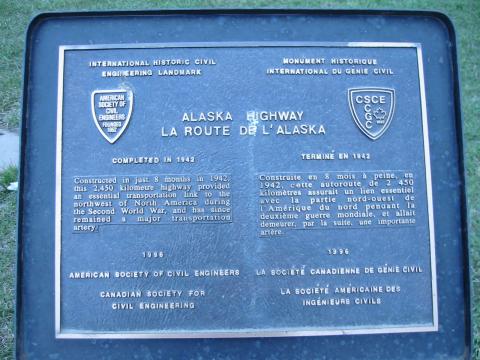 INTERNATIONAL HISTORIC CIVIL
ENGINEERING LANDMARK
MONUMENT HISTORIQUE
INTERNATIONAL DU GENIE CIVIL
AMERICAN
SOCIETY OF
CIVIL
ENGINEERS
FOUNDED
1852
CSCE
CGC
ALASKA HIGHWAY
LA ROUTE DE L'ALASKA
COMPLETED IN 1942
Constructed in just 8 months in 1942,
this 2,450 kilometre highway provided
an essential transportation link to the
northwest of North America during
the Second World War, and has since
remained a major transportation
artery.
1996
AMERICAN SOCIETY OF CIVIL ENGINEERS
CANADIAN SOCIETY FOR
CIVIL ENGINEERING
TERMINÉ EN 1942
Construite en 8 mois à peine, en
1942, cette autoroute de 2 450
kilomètres assurait un lien essentiel
avec la partie nord-ouest de
l'Amérique du nord pendant la
deuxième guerre mondiale, et allait
demeurer, par la suite, une importante
artère.
1996
LA SOCIÉTÉ CANADIENNE DE GÉNIE CIVIL
LA SOCIÉTÉ AMÉRICAINE DES
INGÉNIEURS CIVILS